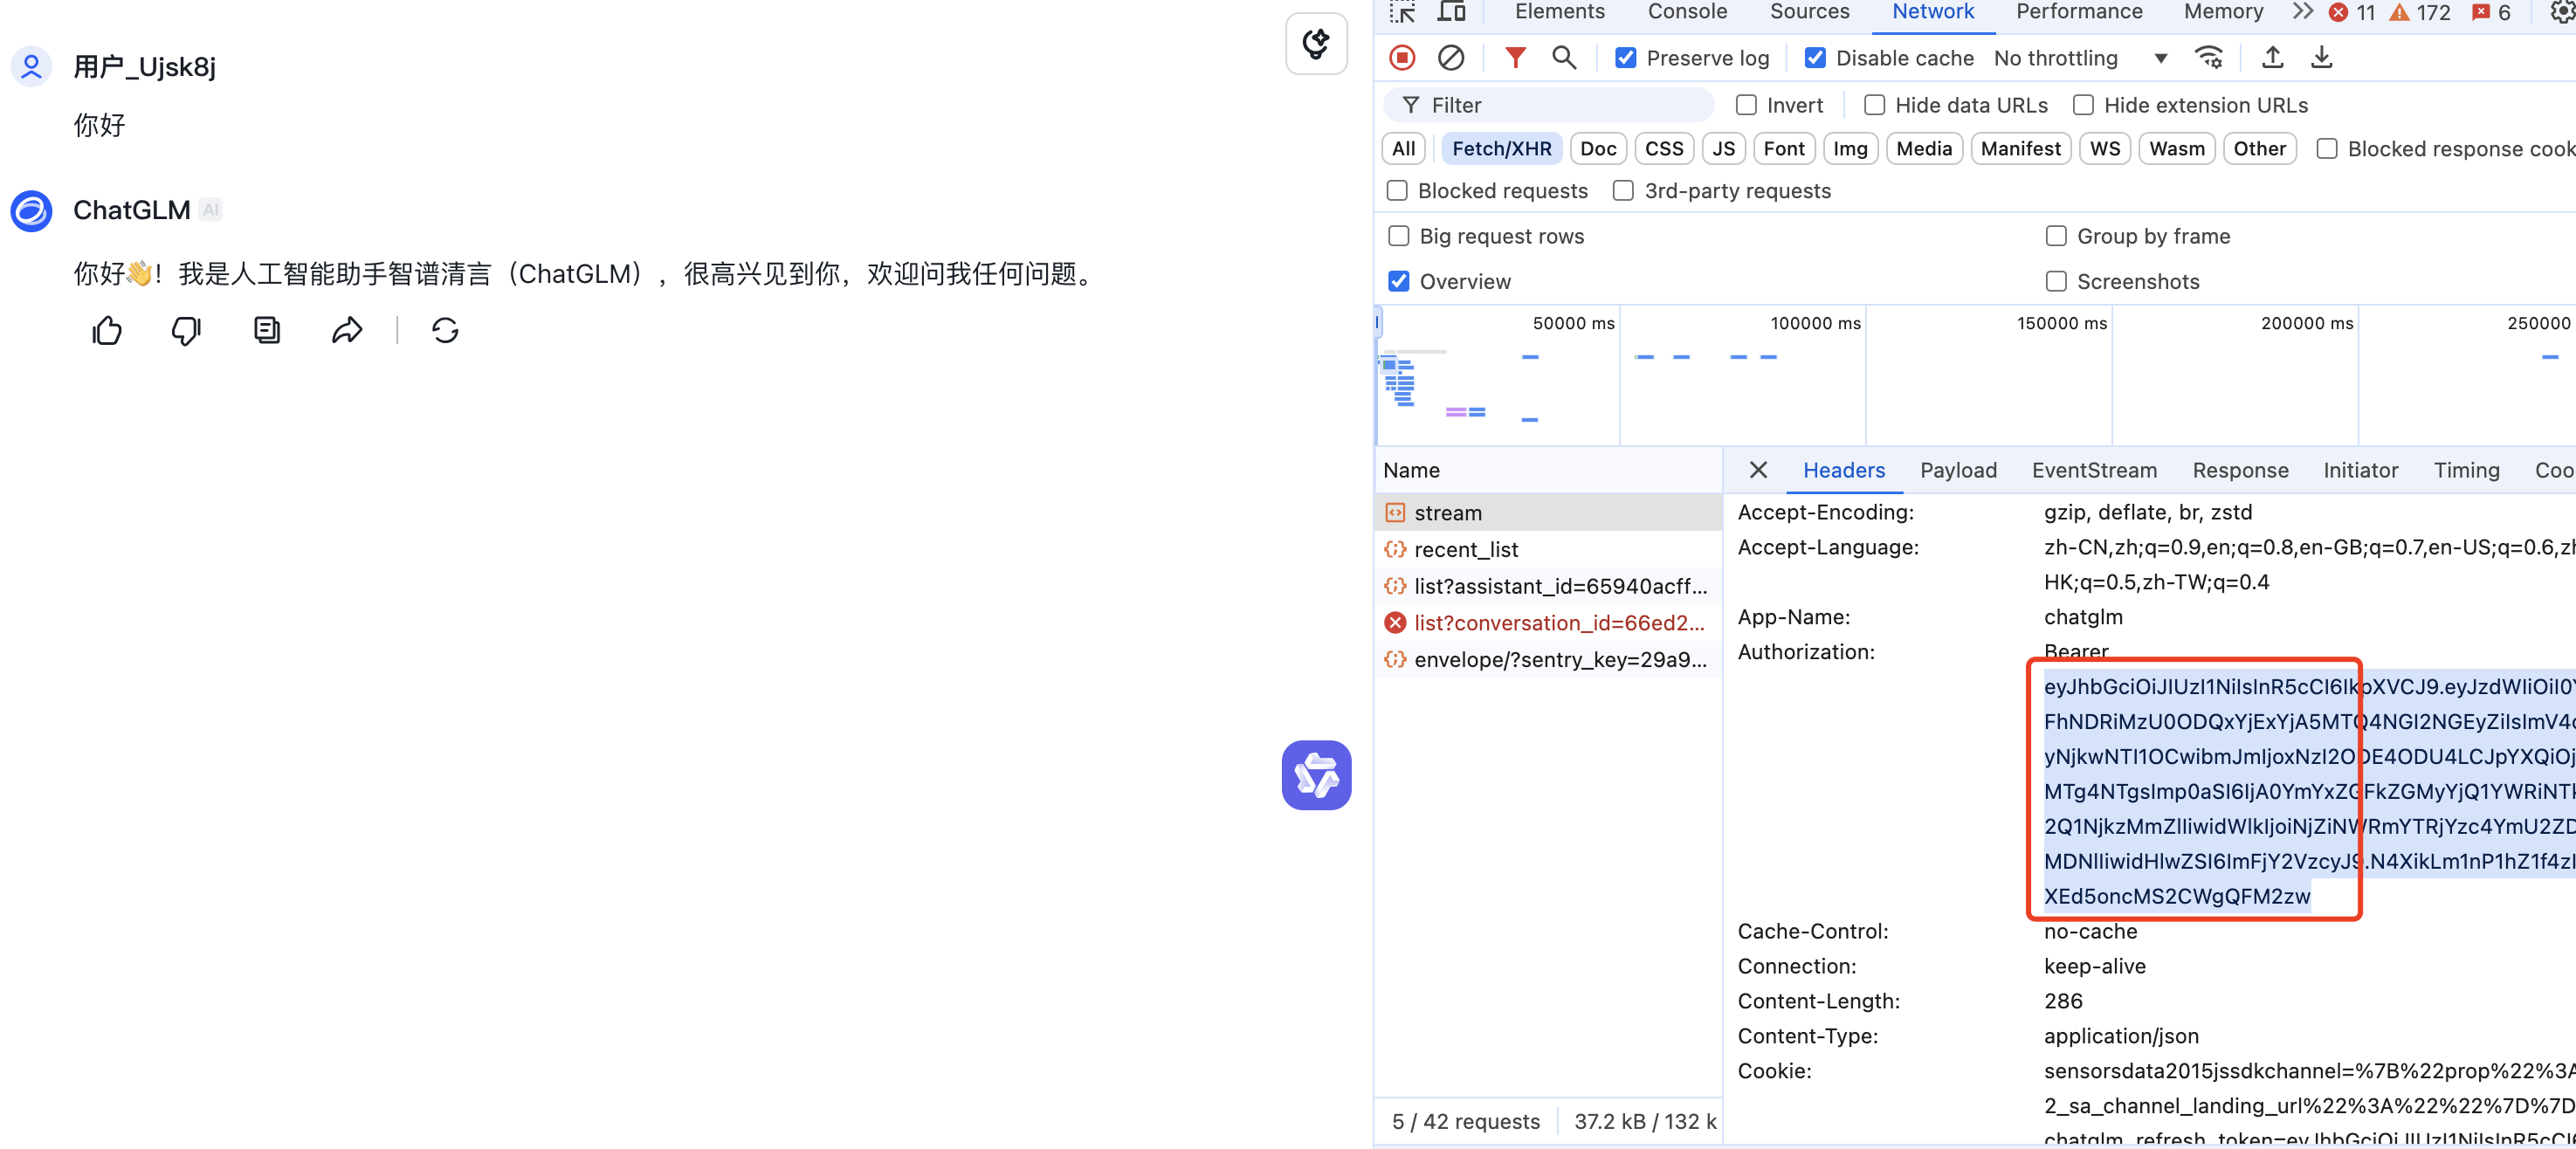 用户_Ujsk8j
你好
ChatGLM AI
你好👋！我是人工智能助手智谱清言（ChatGLM），很高兴见到你，欢迎问我任何问题。
Elements Console Sources Network Performance Memory 11 172 6
Preserve log Disable cache No throttling
Filter Invert Hide data URLs Hide extension URLs
All Fetch/XHR Doc CSS JS Font Img Media Manifest WS Wasm Other Blocked response cook
Blocked requests 3rd-party requests
Big request rows Group by frame
Overview Screenshots
50000 ms 100000 ms 150000 ms 200000 ms 250000
Name Headers Payload EventStream Response Initiator Timing Coo
stream
recent_list
list?assistant_id=65940acff...
list?conversation_id=66ed2...
envelope/?sentry_key=29a9...
Accept-Encoding: gzip, deflate, br, zstd
Accept-Language: zh-CN,zh;q=0.9,en;q=0.8,en-GB;q=0.7,en-US;q=0.6,zh
HK;q=0.5,zh-TW;q=0.4
App-Name: chatglm
Authorization: Bearer
XEd5oncMS2CWgQFM2zw
Cache-Control: no-cache
Connection: keep-alive
Content-Length: 286
Content-Type: application/json
Cookie: sensorsdata2015jssdkchannel=%7B%22prop%22%3A
2_sa_channel_landing_url%22%3A%22%22%7D%7D
5 / 42 requests 37.2 kB / 132 k